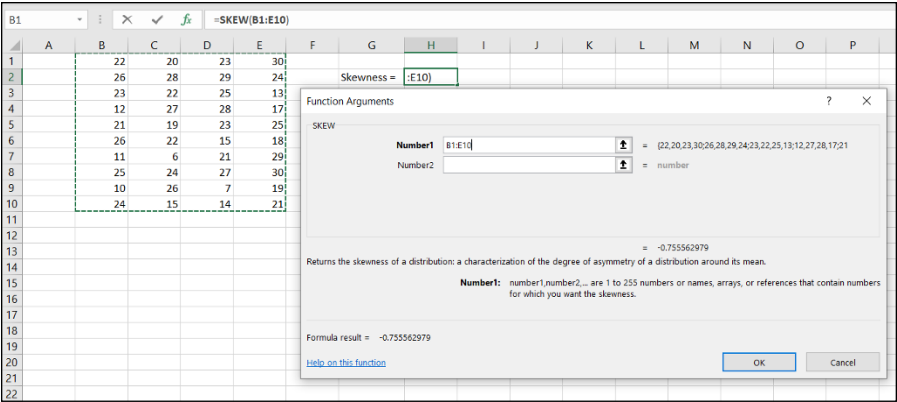 B1 fx =SKEW(B1:E10)
A B C D E F G H I J K L M N O P
1 22 20 23 30
2 26 28 29 24 Skewness = :E10)
3 23 22 25 13
4 12 27 28 17
5 21 19 23 25
6 26 22 15 18
7 11 6 21 29
8 25 24 27 30
9 10 26 7 19
10 24 15 14 21
11
12
13
14
15
16
17
18
19
20
21
22
Function Arguments ? ×
SKEW
Number1 B1:E10 = {22,20,23,30;26,28,29,24;23,22,25,13;12,27,28,17;21
Number2 = number
= -0.755562979
Returns the skewness of a distribution: a characterization of the degree of asymmetry of a distribution around its mean.
Number1: number1,number2,... are 1 to 255 numbers or names, arrays, or references that contain numbers
for which you want the skewness.
Formula result = -0.755562979
Help on this function OK Cancel